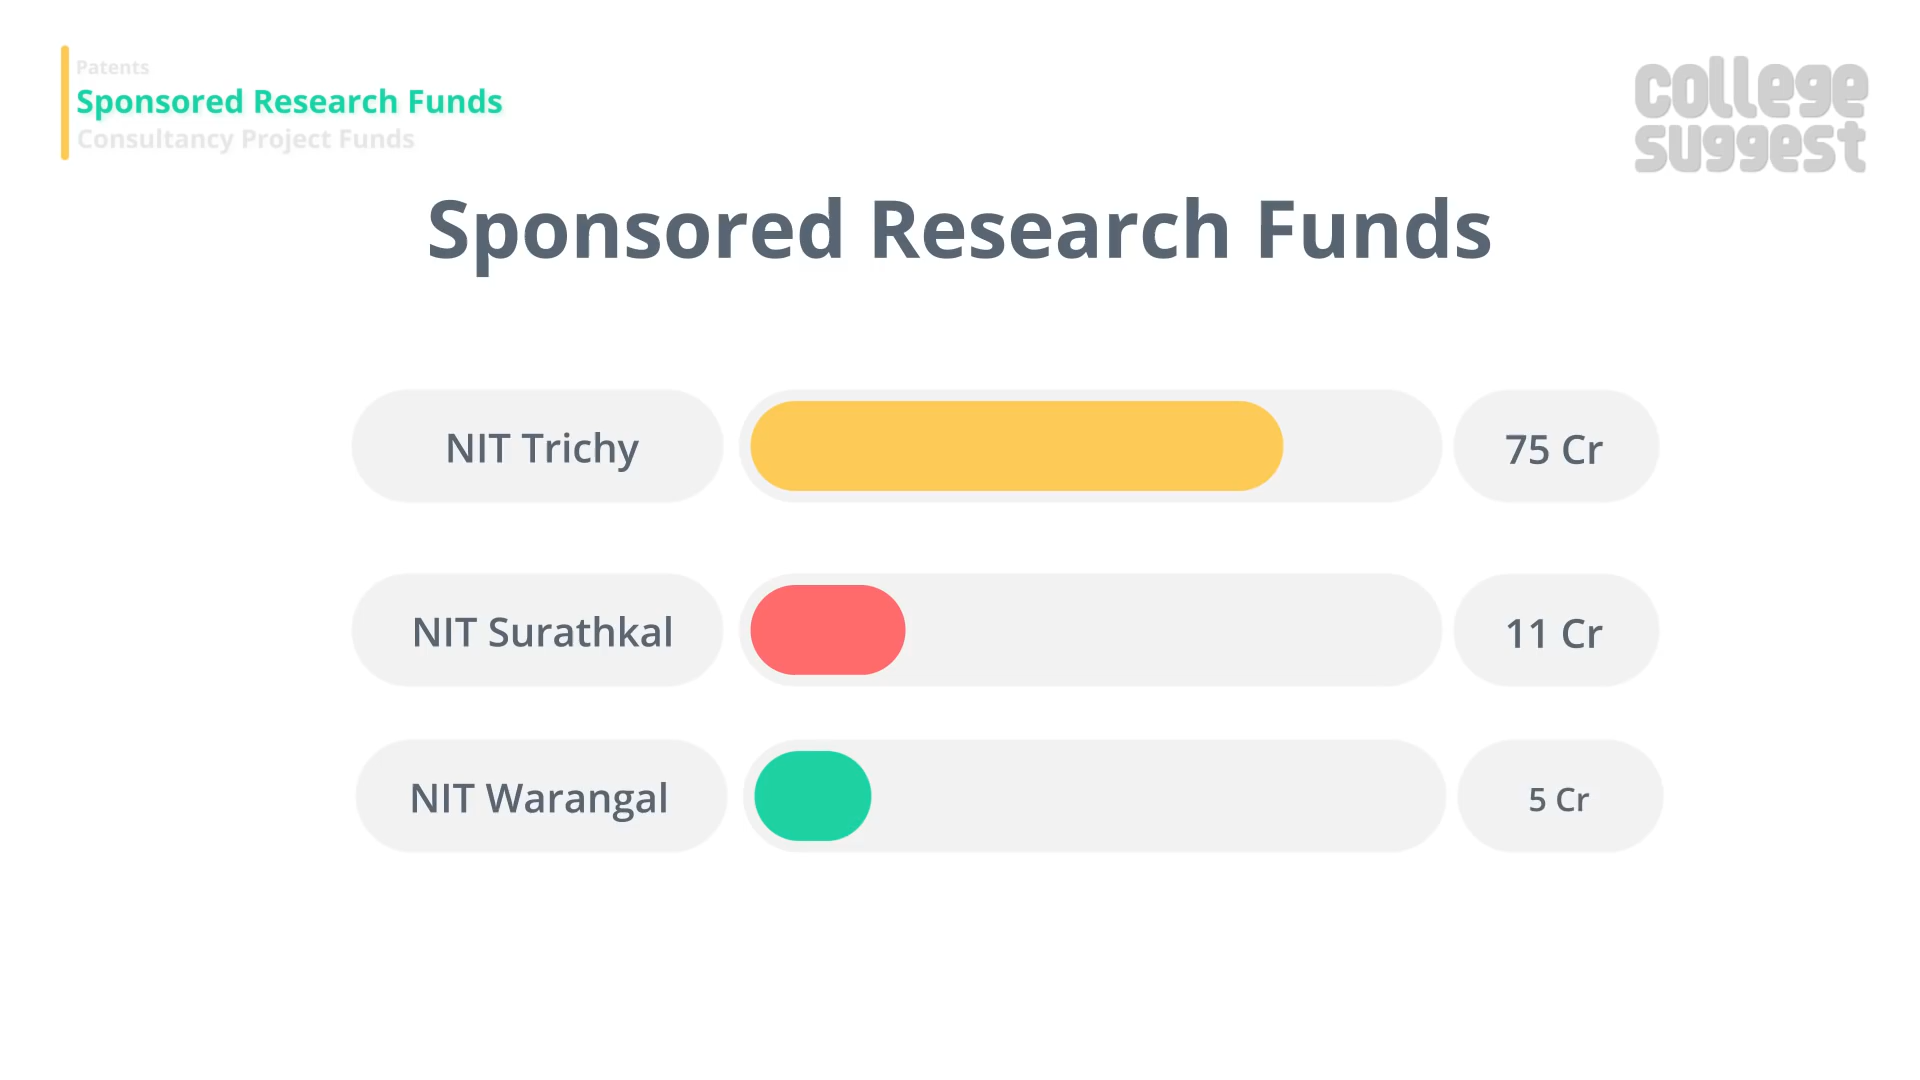 Patents
Sponsored Research Funds
Consultancy Project Funds
college
suggest
Sponsored Research Funds
NIT Trichy
75 Cr
NIT Surathkal
11 Cr
NIT Warangal
5 Cr